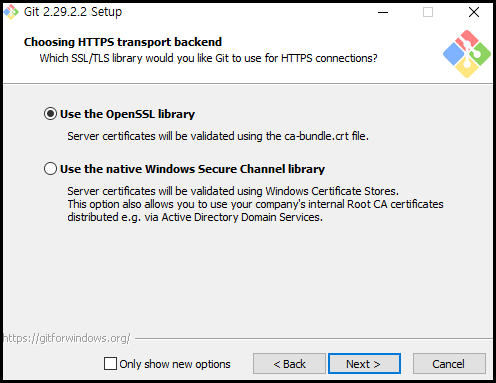 Git 2.29.2.2 Setup
Choosing HTTPS transport backend
Which SSL/TLS library would you like Git to use for HTTPS connections?
Use the OpenSSL library
Server certificates will be validated using the ca-bundle.crt file.
Use the native Windows Secure Channel library
Server certificates will be validated using Windows Certificate Stores.
This option also allows you to use your company's internal Root CA certificates
distributed e.g. via Active Directory Domain Services.
https://gitforwindows.org/
Only show new options
< Back
Next >
Cancel